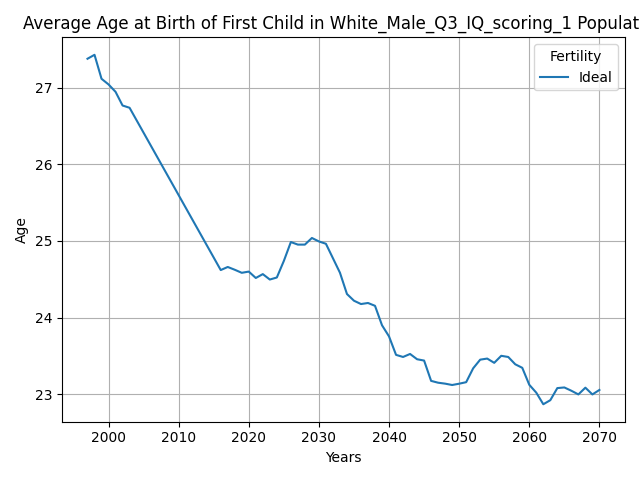 Average Age at Birth of First Child in White_Male_Q3_IQ_scoring_1 Populat
Fertility
Ideal
Age
27
26
25
24
23
2000 2010 2020 2030 2040 2050 2060 2070
Years